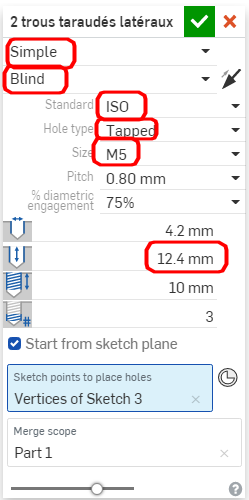 2 trous taraudés latéraux
Simple
Blind
Standard ISO
Hole type Tapped
Size M5
Pitch 0.80 mm
% diametric engagement 75%
4.2 mm
12.4 mm
10 mm
# 3
Start from sketch plane
Sketch points to place holes
Vertices of Sketch 3 ×
Merge scope
Part 1 ×
?